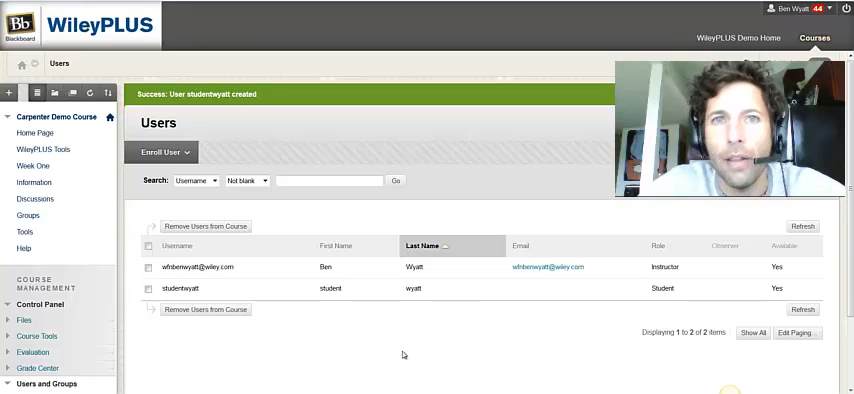 Ben Wyatt 44
Bb
Blackboard
WileyPLUS
WileyPLUS Demo Home Courses
Users
Carpenter Demo Course
Home Page
WileyPLUS Tools
Week One
Information
Discussions
Groups
Tools
Help
COURSE
MANAGEMENT
Control Panel
Files
Course Tools
Evaluation
Grade Center
Users and Groups
Success: User studentwyatt created
Users
Enroll User
Search: Username Not blank Go
Remove Users from Course Refresh
Username First Name Last Name Email Role Observer Available
wfnbenwyatt@wiley.com Ben Wyatt wfnbenwyatt@wiley.com Instructor Yes
studentwyatt student wyatt Student Yes
Remove Users from Course Refresh
Displaying 1 to 2 of 2 items Show All Edit Paging...